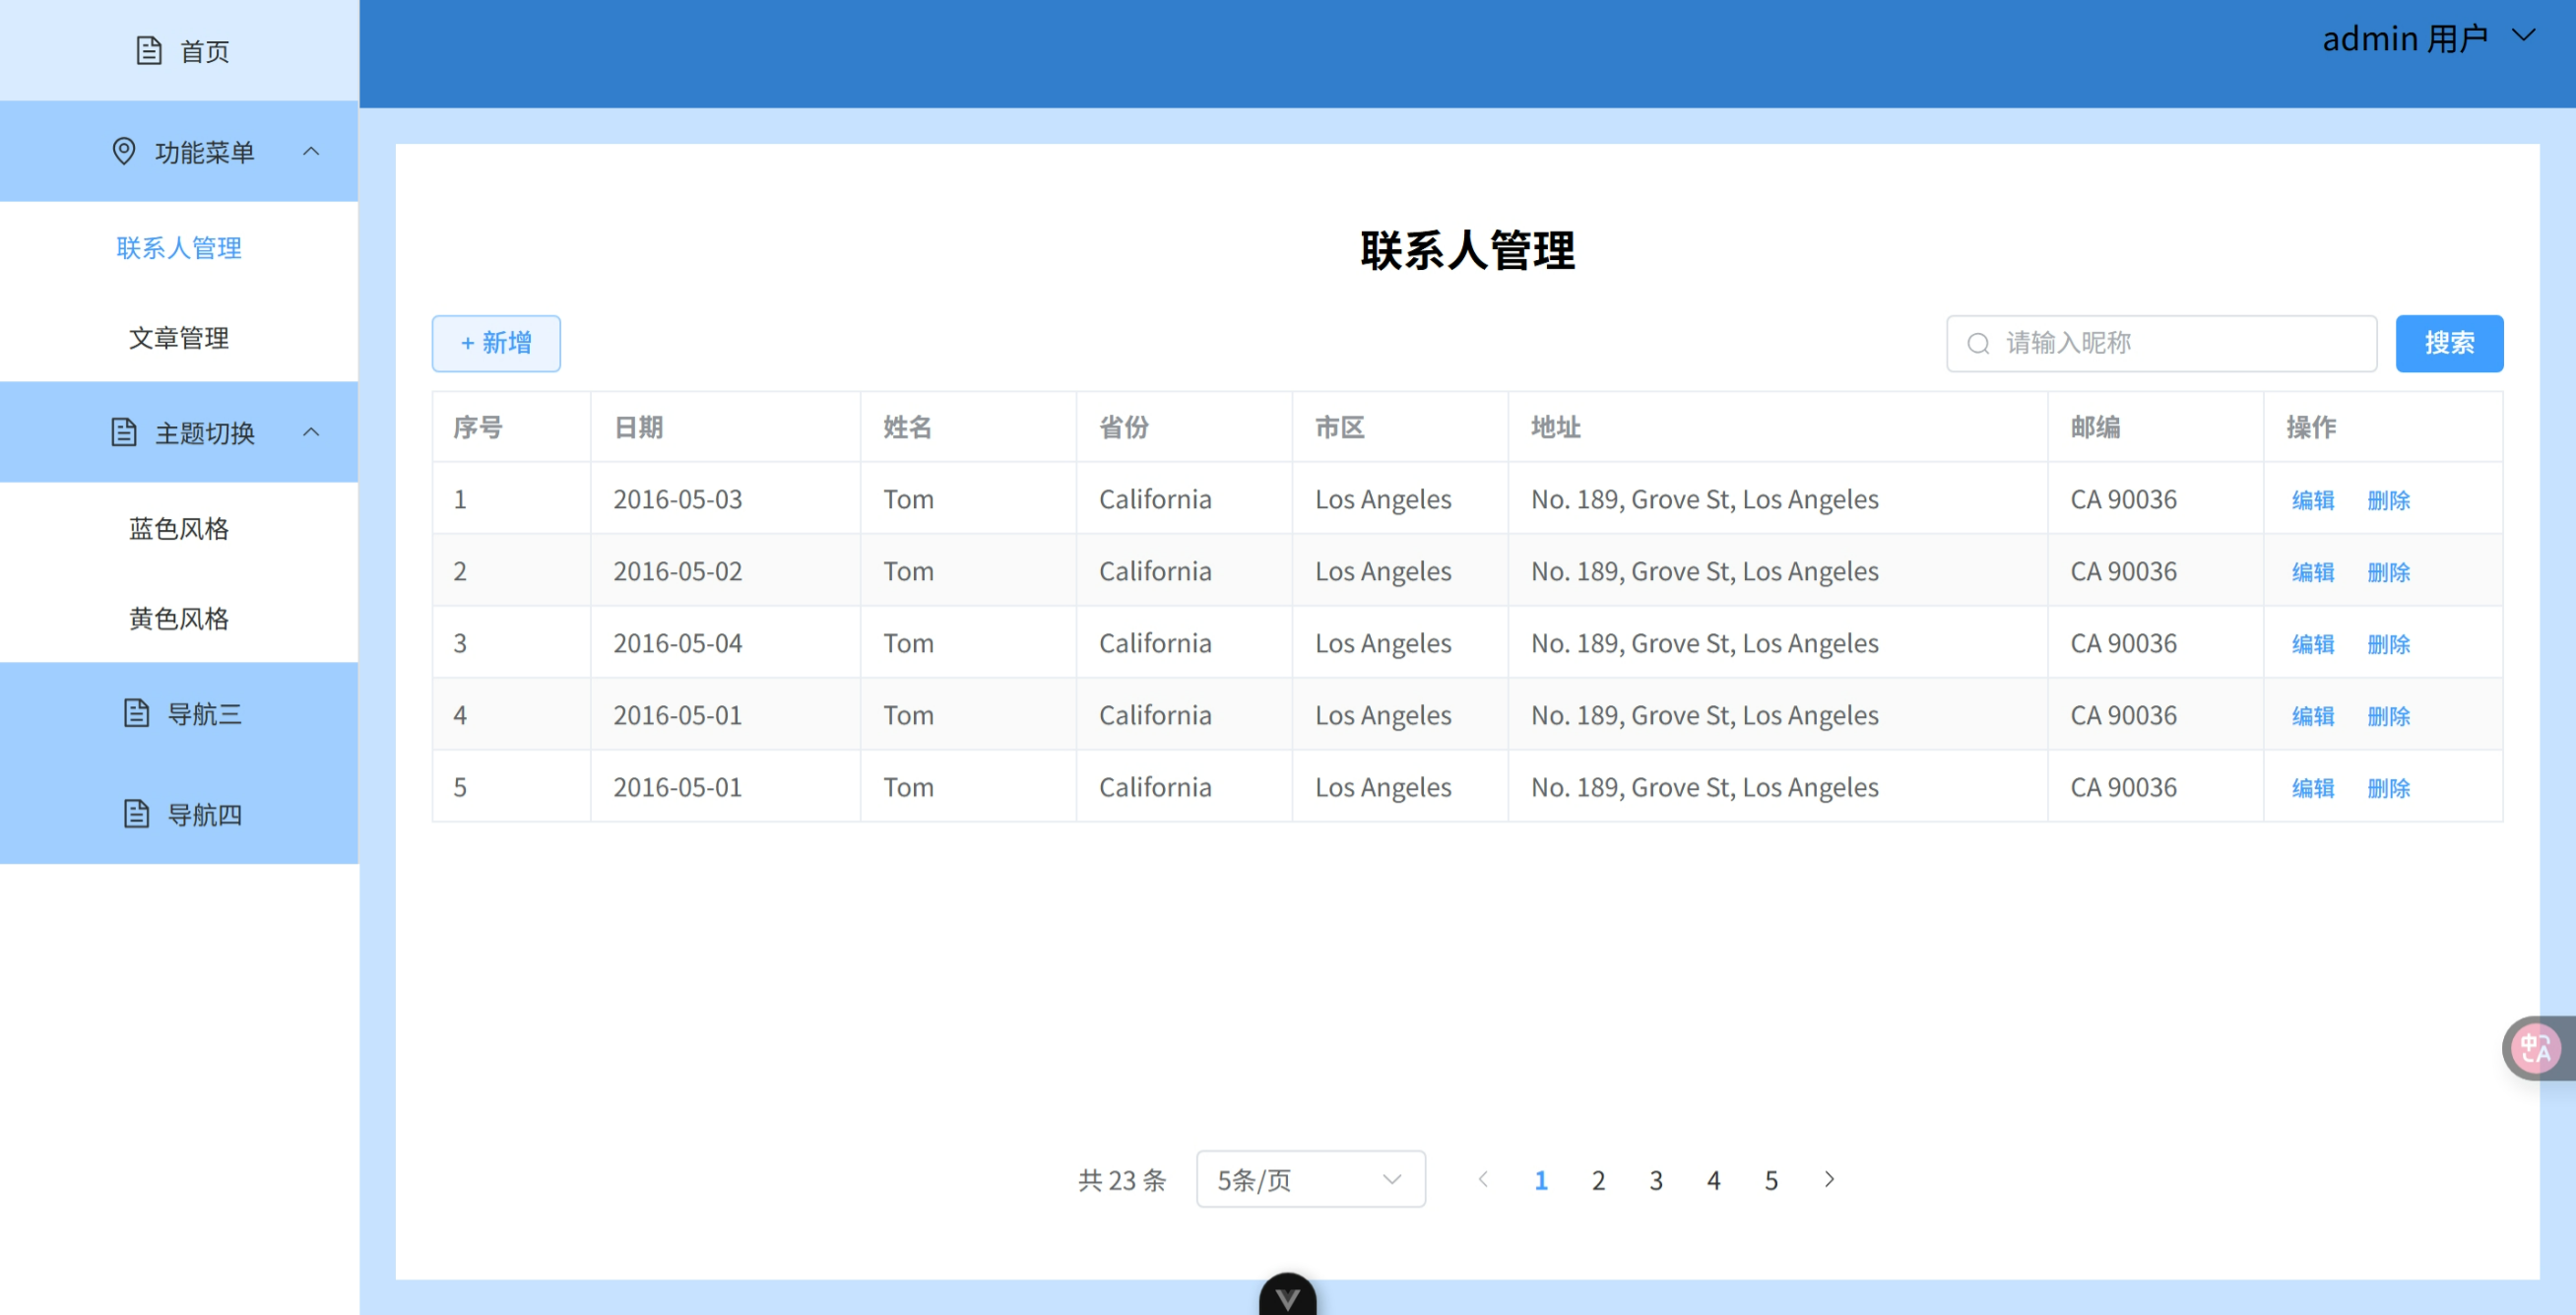 首页
admin 用户
功能菜单
联系人管理
文章管理
主题切换
蓝色风格
黄色风格
导航三
导航四
联系人管理
+ 新增
请输入昵称
搜索
序号 日期 姓名 省份 市区 地址 邮编 操作
1 2016-05-03 Tom California Los Angeles No. 189, Grove St, Los Angeles CA 90036 编辑 删除
2 2016-05-02 Tom California Los Angeles No. 189, Grove St, Los Angeles CA 90036 编辑 删除
3 2016-05-04 Tom California Los Angeles No. 189, Grove St, Los Angeles CA 90036 编辑 删除
4 2016-05-01 Tom California Los Angeles No. 189, Grove St, Los Angeles CA 90036 编辑 删除
5 2016-05-01 Tom California Los Angeles No. 189, Grove St, Los Angeles CA 90036 编辑 删除
中A
共 23 条 5条/页 1 2 3 4 5